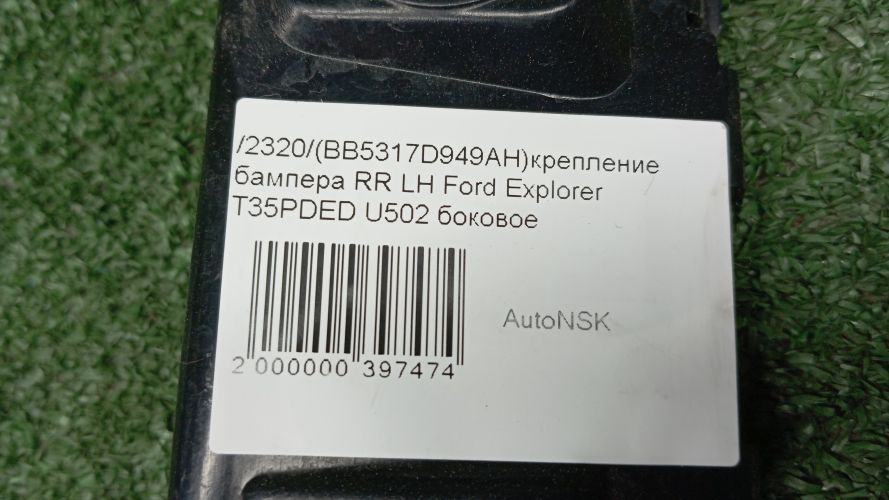 /2320/(BB5317D949AH)крепление
бампера RR LH Ford Explorer
T35PDED U502 боковое
AutoNSK
2 000000 397474